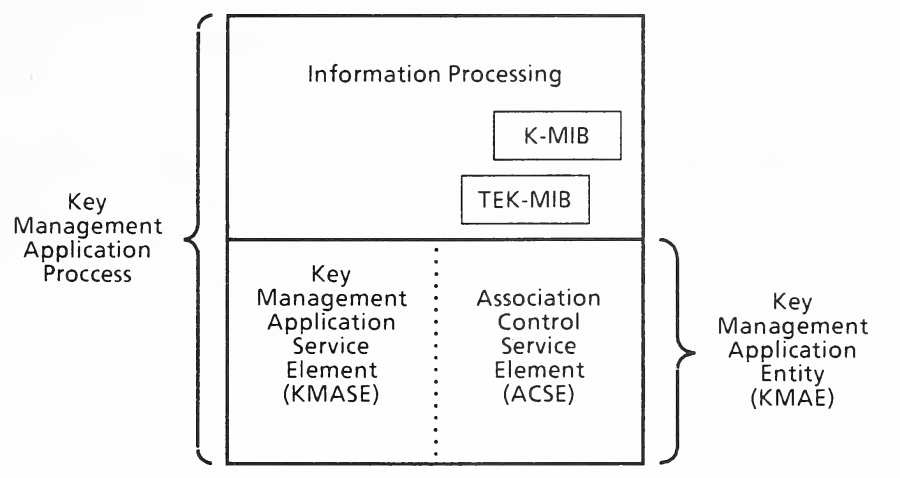 Information Processing
K-MIB
TEK-MIB
Key
Management
Application
Proccess
Key
Management
Application
Service
Element
(KMASE)
Association
Control
Service
Element
(ACSE)
Key
Management
Application
Entity
(KMAE)